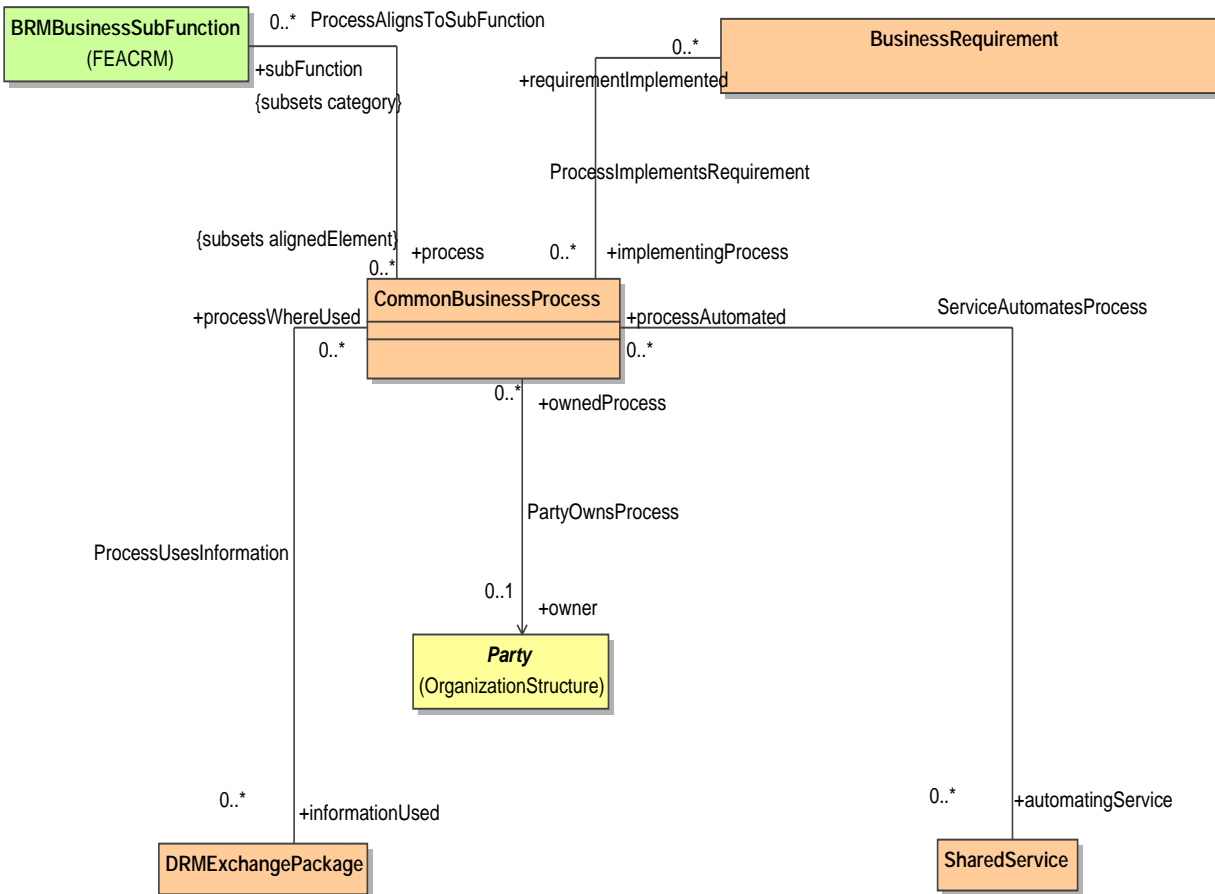 BRMBusinessSubFunction
(FEACRM)
0..*
ProcessAlignsToSubFunction
+subFunction
{subsets category}
0..*
+requirementImplemented
BusinessRequirement
ProcessImplementsRequirement
{subsets alignedElement}
0..*
+process
0..*
+implementingProcess
CommonBusinessProcess
+processWhereUsed
0..*
+processAutomated
0..*
ServiceAutomatesProcess
0..*
+ownedProcess
PartyOwnsProcess
ProcessUsesInformation
0..1
+owner
Party
(OrganizationStructure)
0..*
+informationUsed
0..*
+automatingService
DRMExchangePackage
SharedService